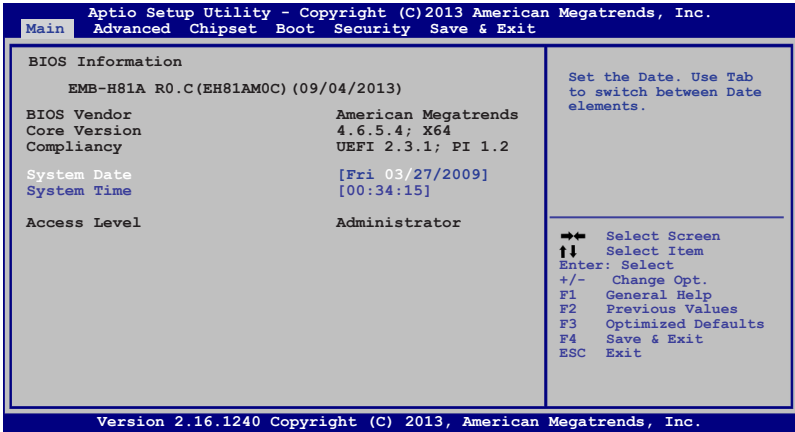 Aptio Setup Utility - Copyright (C)2013 American Megatrends, Inc.
Main Advanced Chipset Boot Security Save & Exit
BIOS Information
EMB-H81A R0.C(EH81AM0C)(09/04/2013)
BIOS Vendor American Megatrends
Core Version 4.6.5.4; X64
Compliancy UEFI 2.3.1; PI 1.2
System Date [Fri 03/27/2009]
System Time [00:34:15]
Access Level Administrator
Set the Date. Use Tab
to switch between Date
elements.
→← Select Screen
↑↓ Select Item
Enter: Select
+/- Change Opt.
F1 General Help
F2 Previous Values
F3 Optimized Defaults
F4 Save & Exit
ESC Exit
Version 2.16.1240 Copyright (C) 2013, American Megatrends, Inc.